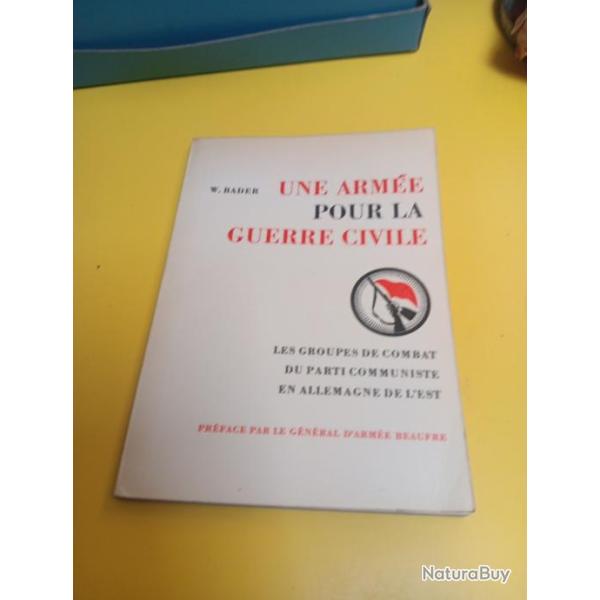 W. BADER UNE ARMÉE
POUR LA
GUERRE CIVILE
LES GROUPES DE COMBAT
DU PARTI COMMUNISTE
EN ALLEMAGNE DE L'EST
PRÉFACE PAR LE GÉNÉRAL D'ARMÉE BEAUFRE
NaturaBuy